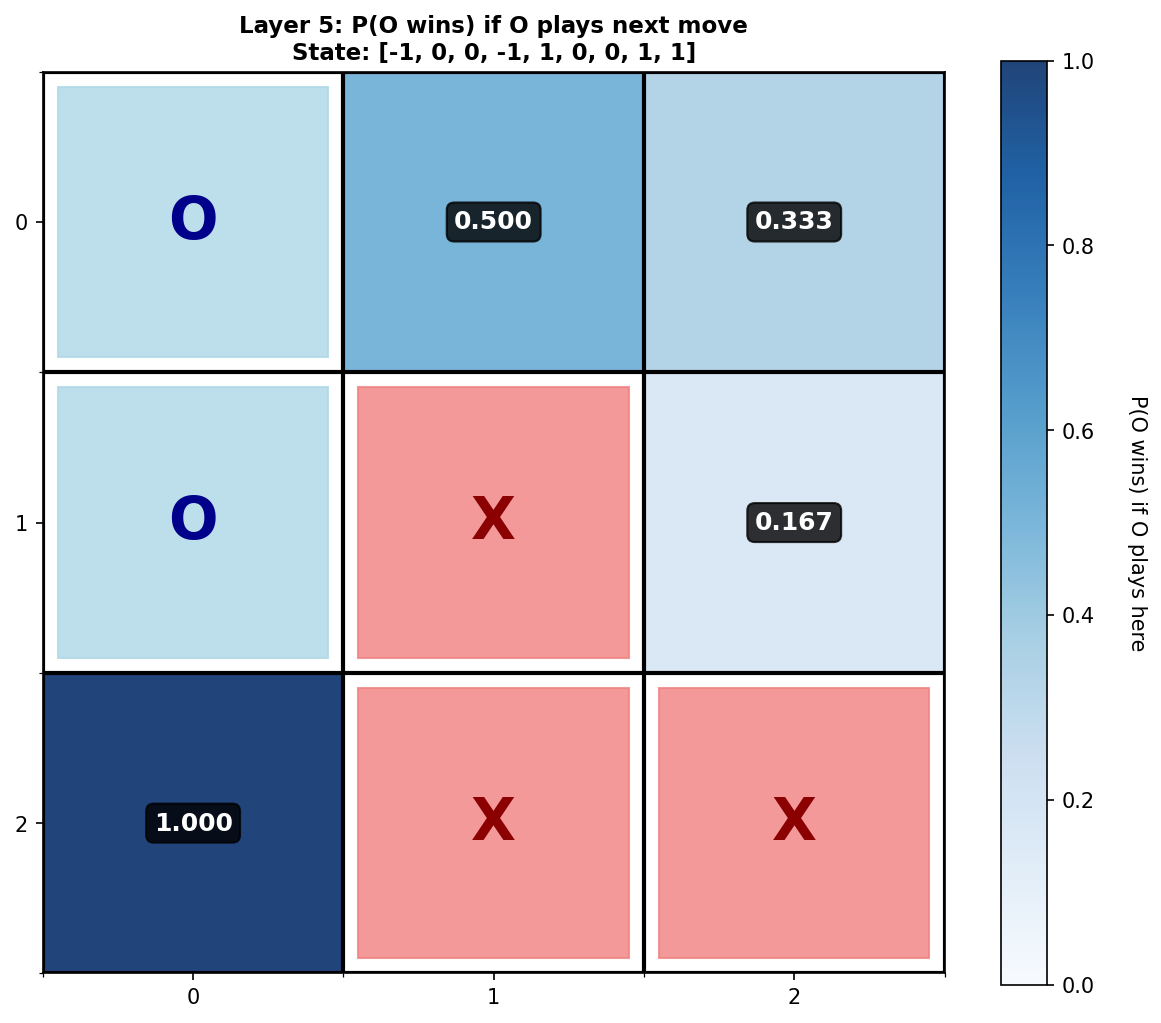 Layer 5: P(O wins) if O plays next move
State: [-1, 0, 0, -1, 1, 0, 0, 1, 1]
0
O
0.500
0.333
1
O
X
0.167
2
1.000
X
X
0
1
2
1.0
0.8
0.6
0.4
0.2
0.0
P(O wins) if O plays here